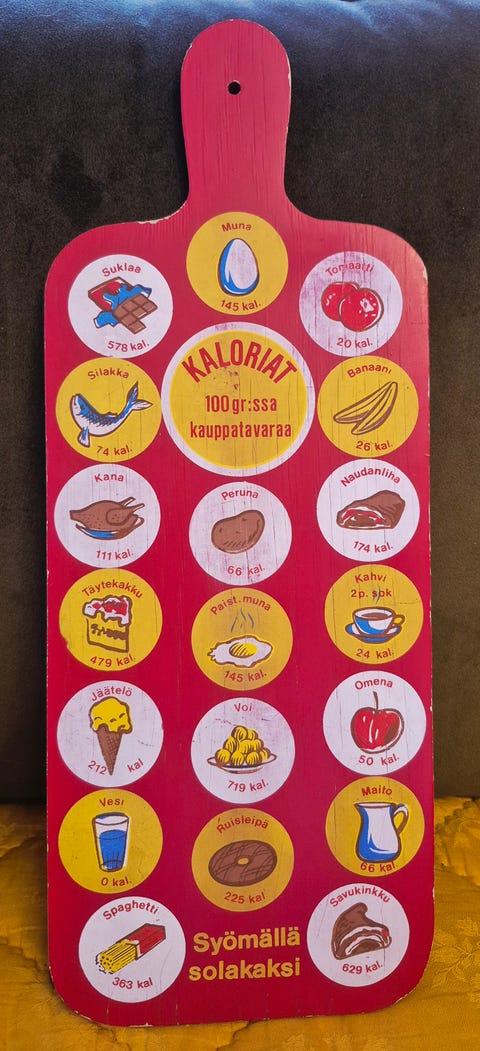 Muna
145 kal.
Suklaa
578 kal.
Tomaatti
20 kal.
KALORIAT
100 gr:ssa
kauppatavaraa
Silakka
74 kal.
Banaani
26 kal.
Kana
111 kal.
Peruna
66 kal.
Naudanliha
174 kal.
Täytekakku
479 kal.
Paist.muna
145 kal.
Kahvi
2p. sok
24 kal.
Jäätelö
212 kal
Voi
719 kal.
Omena
50 kal.
Vesi
0 kal.
Ruisleipä
225 kal
Maito
66 kal.
Spaghetti
363 kal
Syömällä
solakaksi
Savukinkku
629 kal.